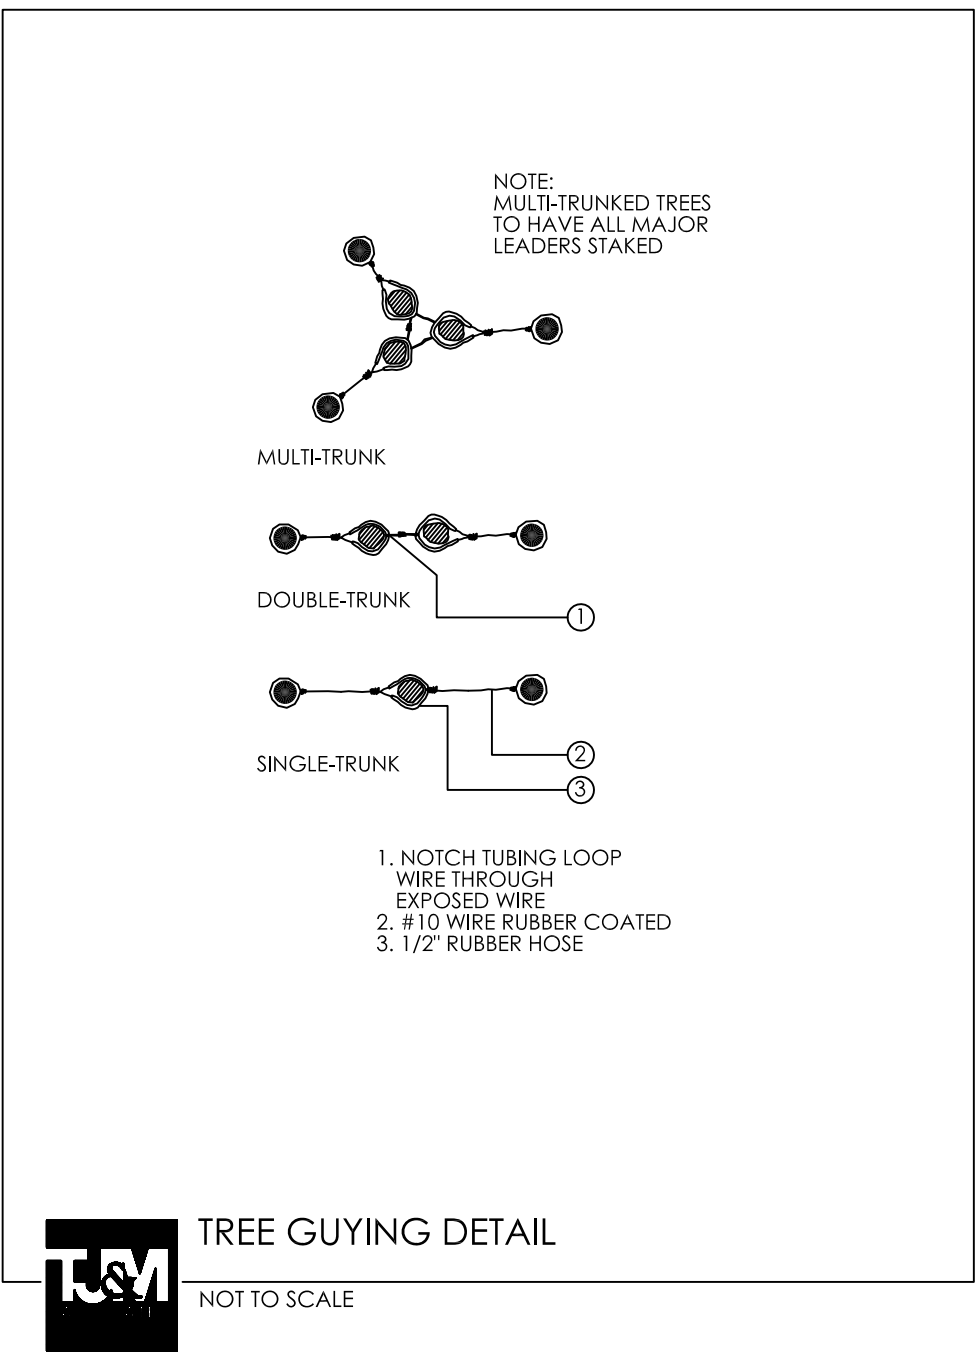 NOTE:
MULTI-TRUNKED TREES
TO HAVE ALL MAJOR
LEADERS STAKED
MULTI-TRUNK
DOUBLE-TRUNK
1
SINGLE-TRUNK
2
3
1. NOTCH TUBING LOOP
WIRE THROUGH
EXPOSED WIRE
2. #10 WIRE RUBBER COATED
3. 1/2" RUBBER HOSE
TREE GUYING DETAIL
TJ&M
NOT TO SCALE